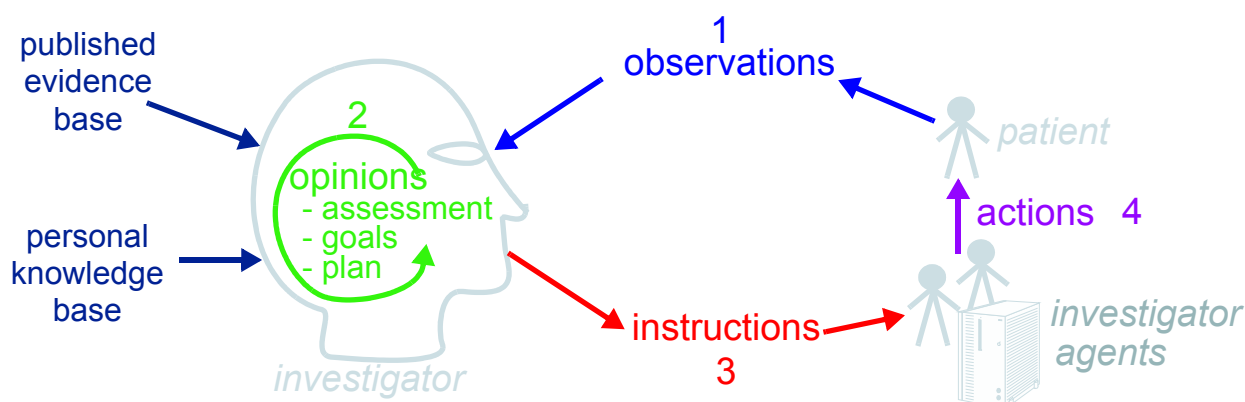 published
evidence
base
personal
knowledge
base
2
opinions
- assessment
- goals
- plan
investigator
1
observations
patient
actions 4
instructions
3
investigator
agents